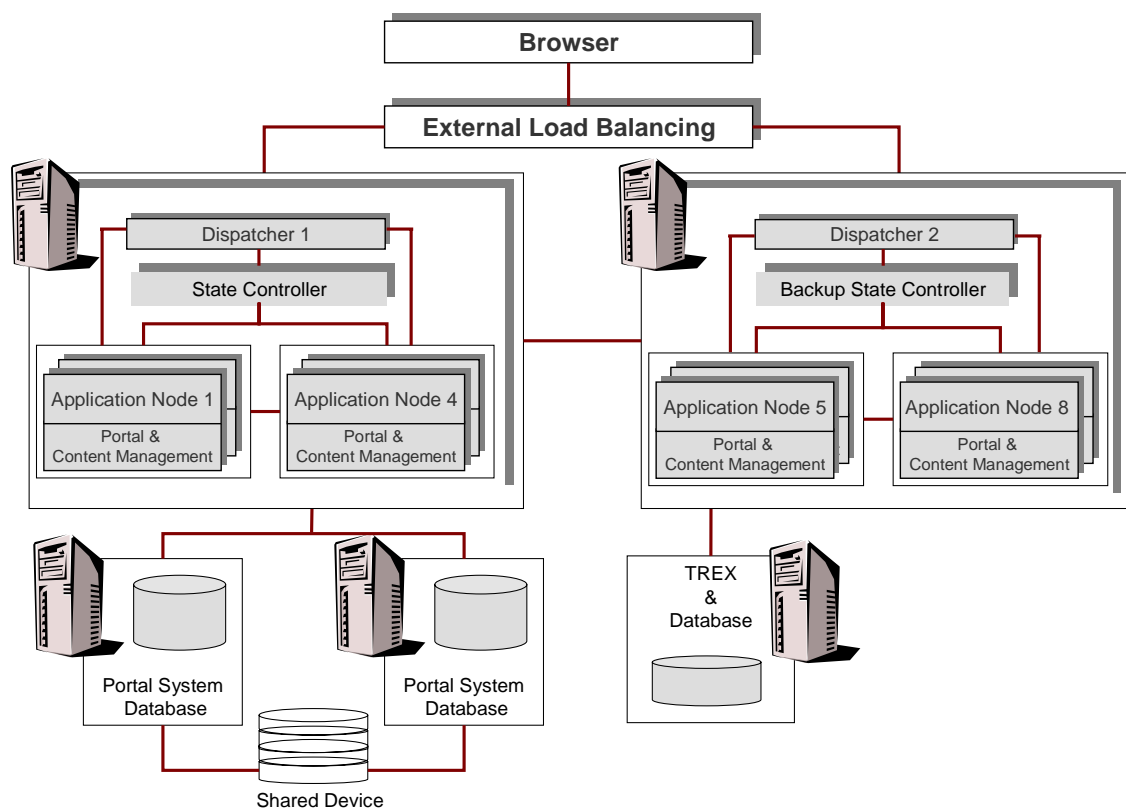 Browser
External Load Balancing
Dispatcher 1
State Controller
Application Node 1
Portal &
Content Management
Application Node 4
Portal &
Content Management
Dispatcher 2
Backup State Controller
Application Node 5
Portal &
Content Management
Application Node 8
Portal &
Content Management
Portal System
Database
Portal System
Database
TREX
&
Database
Shared Device